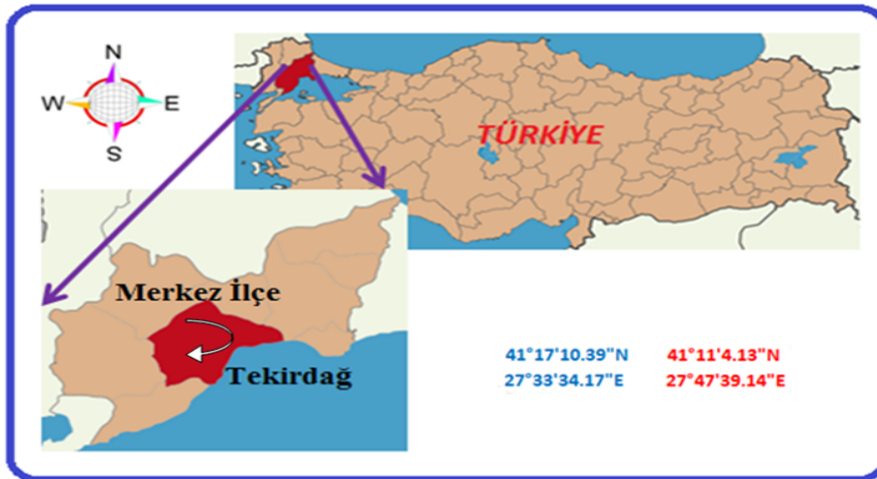 N
W E
S
TÜRKİYE
Merkez İlçe
Tekirdağ
41°17'10.39"N 41°11'4.13"N
27°33'34.17"E 27°47'39.14"E